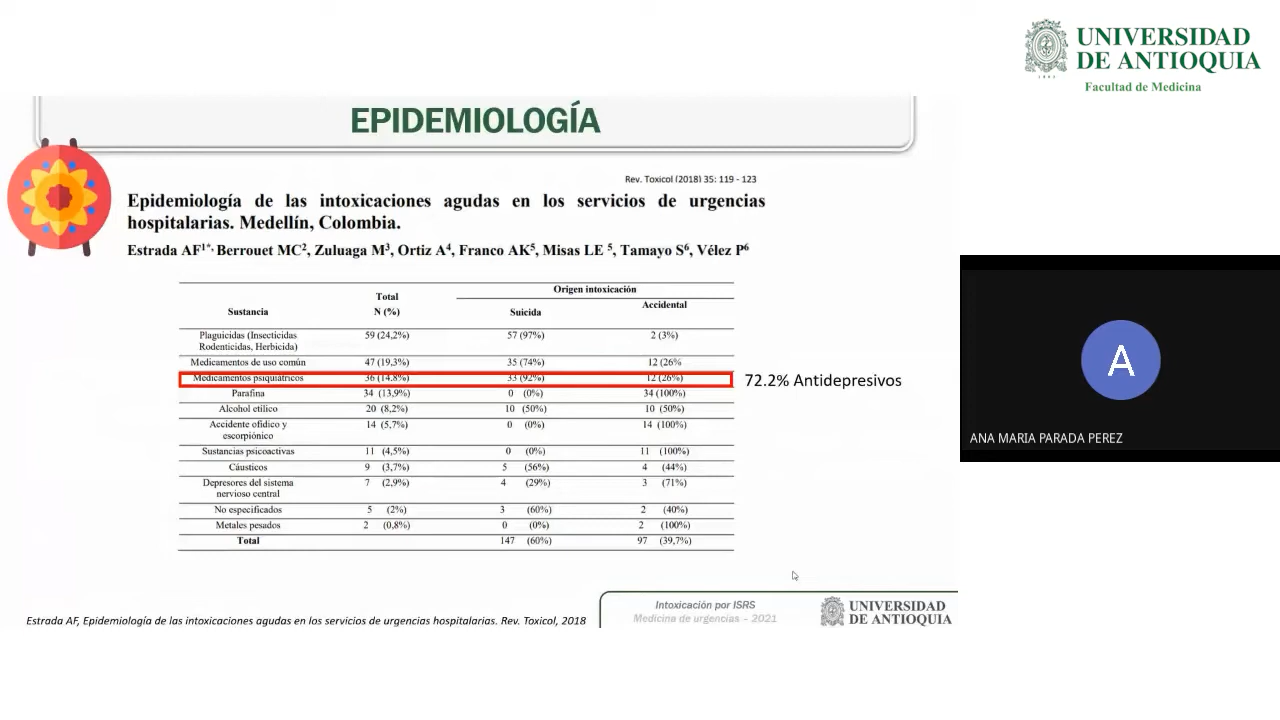 UNIVERSIDAD
DE ANTIOQUIA
1803
Facultad de Medicina
EPIDEMIOLOGÍA
Rev. Toxicol (2018) 35: 119 - 123
Epidemiología de las intoxicaciones agudas en los servicios de urgencias
hospitalarias. Medellín, Colombia.
Estrada AF1*, Berrouet MC2, Zuluaga M3, Ortiz A4, Franco AK5, Misas LE 5, Tamayo S6, Vélez P6
Origen intoxicación
Sustancia Total N (%) Suicida Accidental
Plaguicidas (Insecticidas 59 (24,2%) 57 (97%) 2 (3%)
Rodenticidas, Herbicida)
Medicamentos de uso común 47 (19,3%) 35 (74%) 12 (26%
Medicamentos psiquiátricos 36 (14.8%) 33 (92%) 12 (26%)
72.2% Antidepresivos
Parafina 34 (13,9%) 0 (0%) 34 (100%)
Alcohol etílico 20 (8,2%) 10 (50%) 10 (50%)
Accidente ofídico y 14 (5,7%) 0 (0%) 14 (100%)
escorpiónico
Sustancias psicoactivas 11 (4,5%) 0 (0%) 11 (100%)
Cáusticos 9 (3,7%) 5 (56%) 4 (44%)
Depresores del sistema 7 (2,9%) 4 (29%) 3 (71%)
nervioso central
No especificados 5 (2%) 3 (60%) 2 (40%)
Metales pesados 2 (0,8%) 0 (0%) 2 (100%)
Total 147 (60%) 97 (39,7%)
Estrada AF, Epidemiología de las intoxicaciones agudas en los servicios de urgencias hospitalarias. Rev. Toxicol, 2018
Intoxicación por ISRS
Medicina de urgencias - 2021
UNIVERSIDAD
DE ANTIOQUIA
A
ANA MARIA PARADA PEREZ